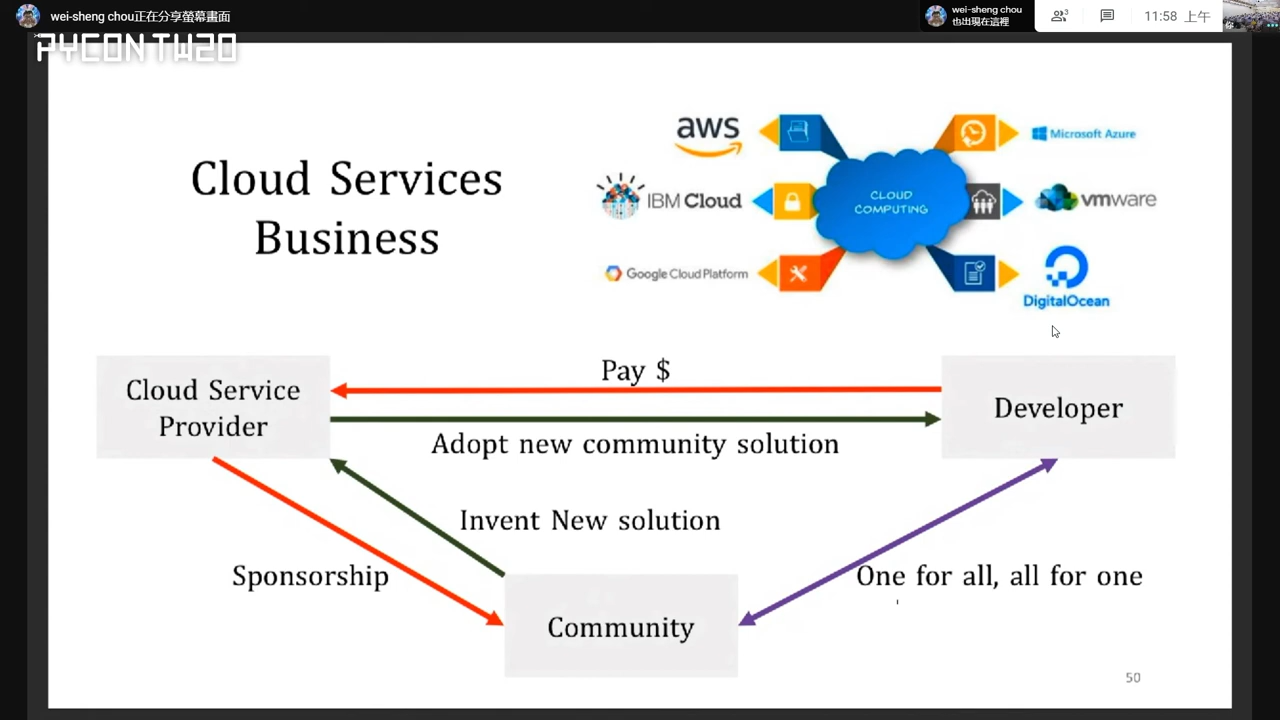 wei-sheng chou正在分享螢幕畫面
wei-sheng chou
也出現在這裡
3
11:58 上午
你
PYCON TW20
Cloud Services
Business
aws
IBM Cloud
Google Cloud Platform
CLOUD
COMPUTING
Microsoft Azure
vmware
DigitalOcean
Cloud Service
Provider
Pay $
Adopt new community solution
Developer
Invent New solution
Sponsorship
One for all, all for one
Community
50